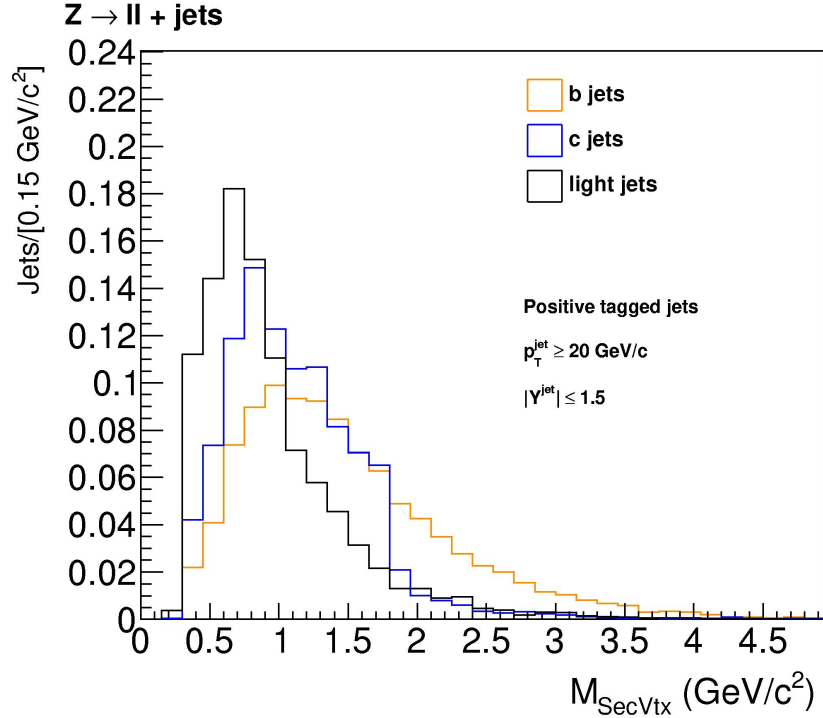 Z → ll + jets
Jets/[0.15 GeV/c²]
0.24
0.22
0.2
0.18
0.16
0.14
0.12
0.1
0.08
0.06
0.04
0.02
0
b jets
c jets
light jets
Positive tagged jets
p_T^jet ≥ 20 GeV/c
|Y^jet| ≤ 1.5
0 0.5 1 1.5 2 2.5 3 3.5 4 4.5
M_SecVtx (GeV/c²)